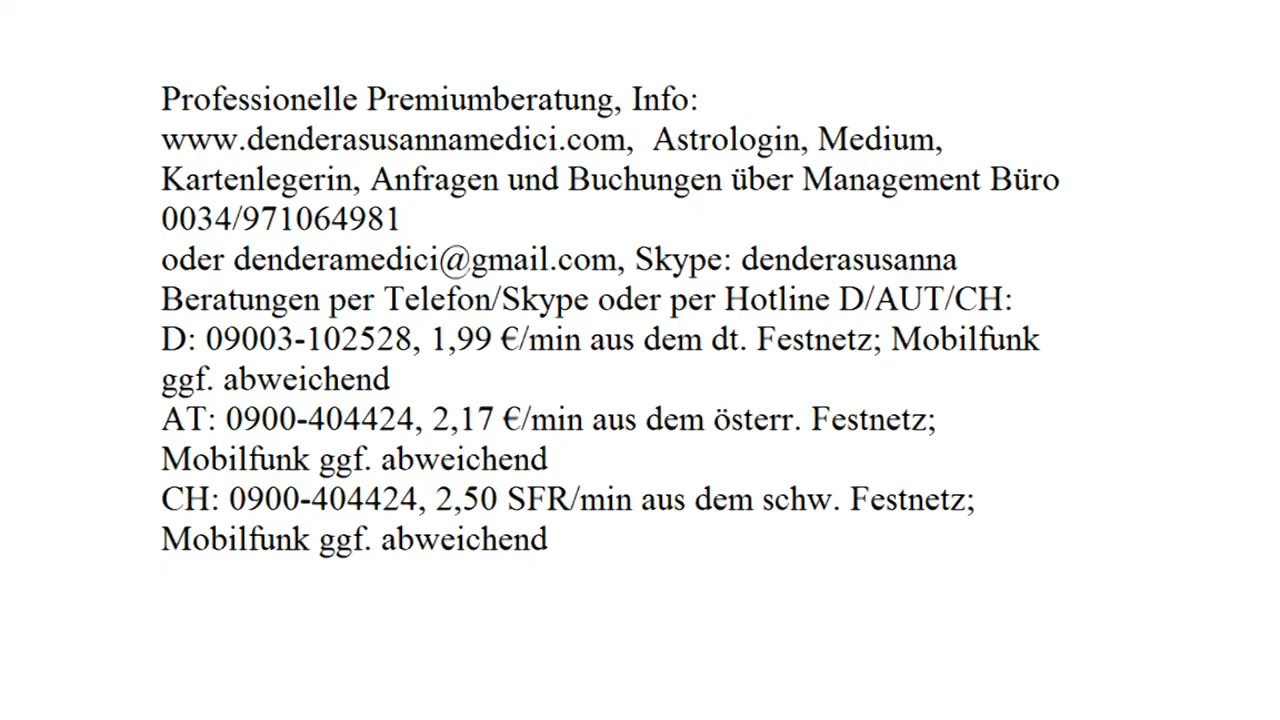 Professionelle Premiumberatung, Info:
www.denderasusannamedici.com,  Astrologin, Medium,
Kartenlegerin, Anfragen und Buchungen über Management Büro
0034/971064981
oder denderamedici@gmail.com, Skype: denderasusanna
Beratungen per Telefon/Skype oder per Hotline D/AUT/CH:
D: 09003-102528, 1,99 €/min aus dem dt. Festnetz; Mobilfunk
ggf. abweichend
AT: 0900-404424, 2,17 €/min aus dem österr. Festnetz;
Mobilfunk ggf. abweichend
CH: 0900-404424, 2,50 SFR/min aus dem schw. Festnetz;
Mobilfunk ggf. abweichend